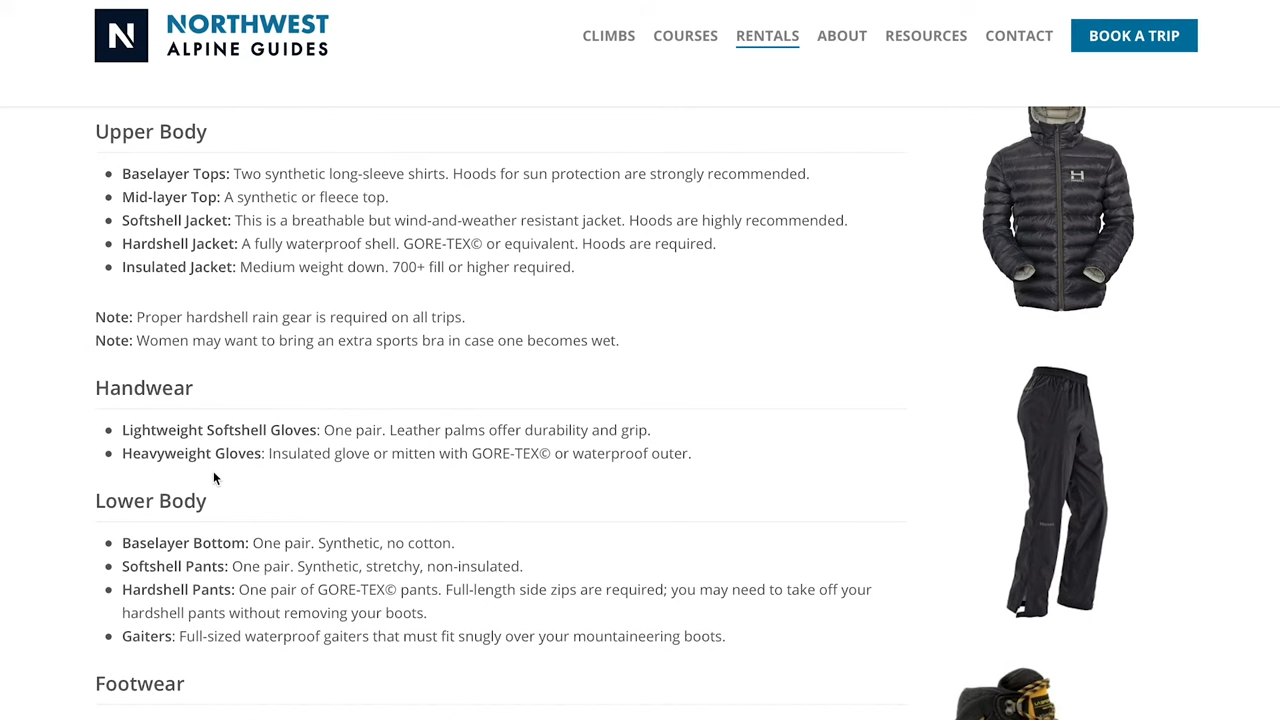 N
NORTHWEST
ALPINE GUIDES
CLIMBS COURSES RENTALS ABOUT RESOURCES CONTACT BOOK A TRIP
Upper Body
Baselayer Tops: Two synthetic long-sleeve shirts. Hoods for sun protection are strongly recommended.
Mid-layer Top: A synthetic or fleece top.
Softshell Jacket: This is a breathable but wind-and-weather resistant jacket. Hoods are highly recommended.
Hardshell Jacket: A fully waterproof shell. GORE-TEX© or equivalent. Hoods are required.
Insulated Jacket: Medium weight down. 700+ fill or higher required.
Note: Proper hardshell rain gear is required on all trips.
Note: Women may want to bring an extra sports bra in case one becomes wet.
Handwear
Lightweight Softshell Gloves: One pair. Leather palms offer durability and grip.
Heavyweight Gloves: Insulated glove or mitten with GORE-TEX© or waterproof outer.
Lower Body
Baselayer Bottom: One pair. Synthetic, no cotton.
Softshell Pants: One pair. Synthetic, stretchy, non-insulated.
Hardshell Pants: One pair of GORE-TEX© pants. Full-length side zips are required; you may need to take off your
hardshell pants without removing your boots.
Gaiters: Full-sized waterproof gaiters that must fit snugly over your mountaineering boots.
Footwear